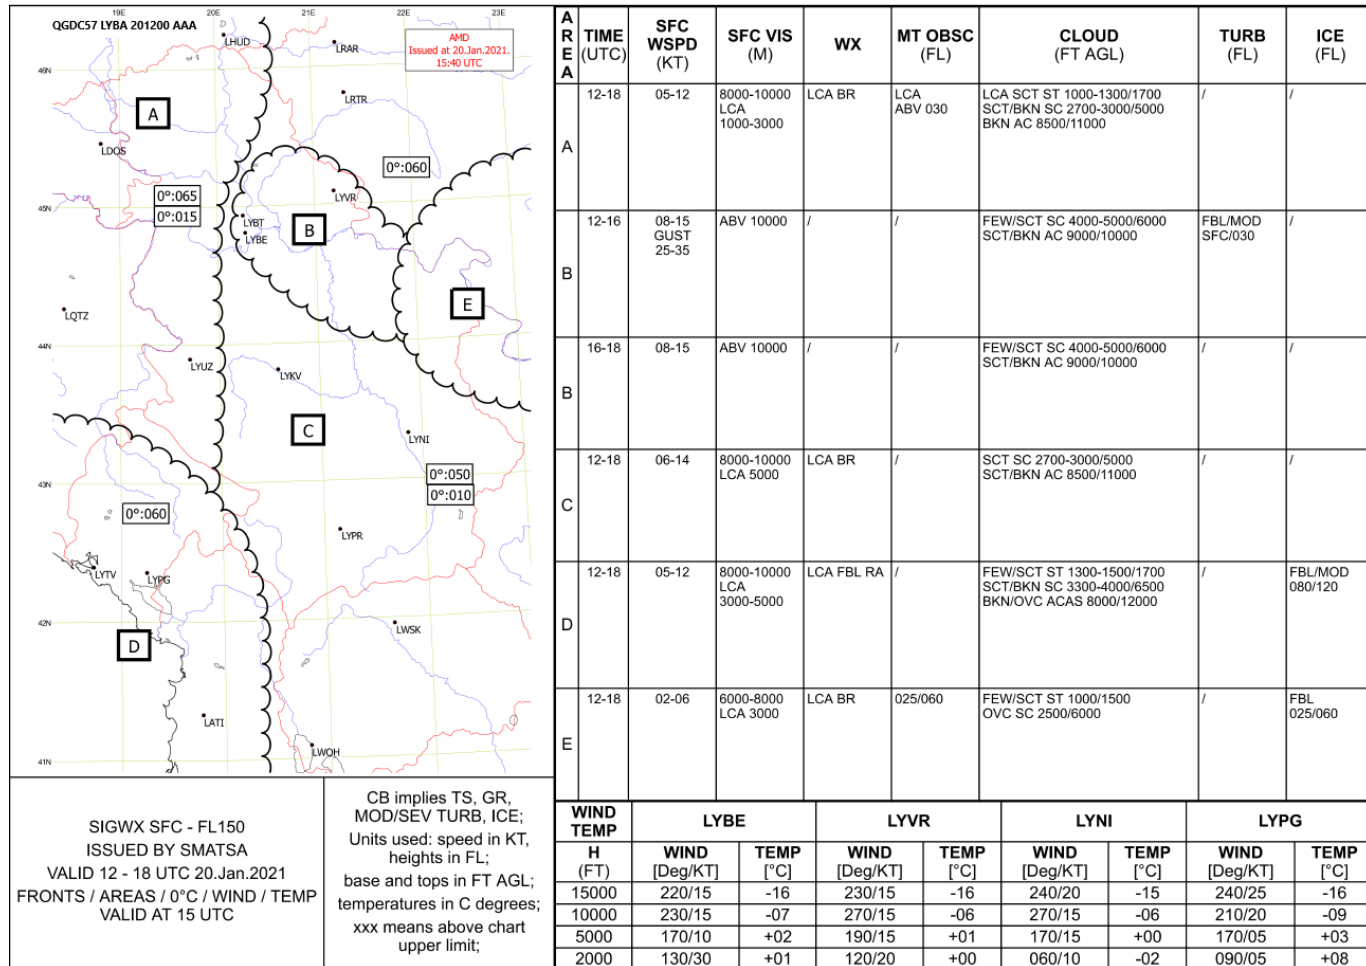 QGDC57 LYBA 201200 AAA
AMD
Issued at 20.Jan.2021.
15:40 UTC
19E 20E 21E 22E 23E
46N
45N
44N
43N
42N
41N
LHUD
LRAR
LRTR
A
LDOS
0°:060
0°:065
0°:015
LYVR
LYBT
LYBE
B
E
LQTZ
LYUZ
LYKV
C
LYNI
0°:050
0°:010
0°:060
LYPR
LYTV
LYPG
LWSK
D
LATI
LWOH
SIGWX SFC - FL150
ISSUED BY SMATSA
VALID 12 - 18 UTC 20.Jan.2021
FRONTS / AREAS / 0°C / WIND / TEMP
VALID AT 15 UTC
CB implies TS, GR,
MOD/SEV TURB, ICE;
Units used: speed in KT,
heights in FL;
base and tops in FT AGL;
temperatures in C degrees;
xxx means above chart
upper limit;
A
R
E
A
TIME
(UTC)
SFC
WSPD
(KT)
SFC VIS
(M)
WX
MT OBSC
(FL)
CLOUD
(FT AGL)
TURB
(FL)
ICE
(FL)
A
12-18
05-12
8000-10000
LCA
1000-3000
LCA BR
LCA
ABV 030
LCA SCT ST 1000-1300/1700
SCT/BKN SC 2700-3000/5000
BKN AC 8500/11000
/
/
B
12-16
08-15
GUST
25-35
ABV 10000
/
/
FEW/SCT SC 4000-5000/6000
SCT/BKN AC 9000/10000
FBL/MOD
SFC/030
/
B
16-18
08-15
ABV 10000
/
/
FEW/SCT SC 4000-5000/6000
SCT/BKN AC 9000/10000
/
/
C
12-18
06-14
8000-10000
LCA 5000
LCA BR
/
SCT SC 2700-3000/5000
SCT/BKN AC 8500/11000
/
/
D
12-18
05-12
8000-10000
LCA
3000-5000
LCA FBL RA
/
FEW/SCT ST 1300-1500/1700
SCT/BKN SC 3300-4000/6500
BKN/OVC ACAS 8000/12000
/
FBL/MOD
080/120
E
12-18
02-06
6000-8000
LCA 3000
LCA BR
025/060
FEW/SCT ST 1000/1500
OVC SC 2500/6000
/
FBL
025/060
WIND
TEMP
LYBE LYVR LYNI LYPG
H
(FT)
WIND
[Deg/KT]
TEMP
[°C]
WIND
[Deg/KT]
TEMP
[°C]
WIND
[Deg/KT]
TEMP
[°C]
WIND
[Deg/KT]
TEMP
[°C]
15000 220/15 -16 230/15 -16 240/20 -15 240/25 -16
10000 230/15 -07 270/15 -06 270/15 -06 210/20 -09
5000 170/10 +02 190/15 +01 170/15 +00 170/05 +03
2000 130/30 +01 120/20 +00 060/10 -02 090/05 +08